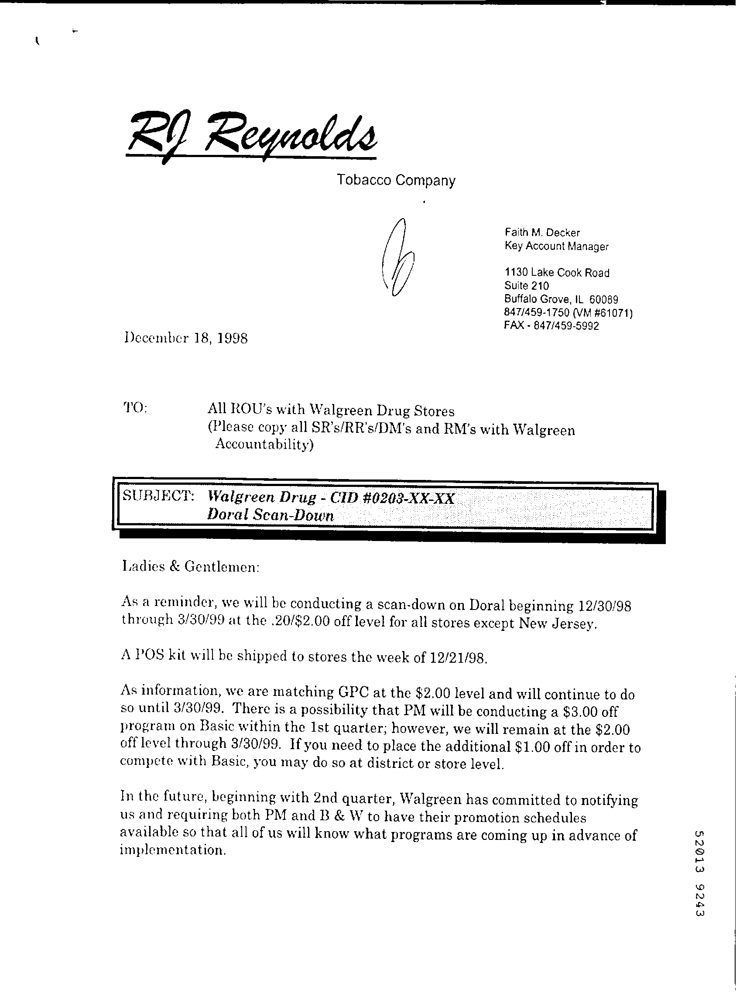 RJ Reynolds
Tobacco Company
Faith M. Decker
Key Account Manager
1130 Lake Cook Road
Suite 210
Buffalo Grove, IL 60089
847/459-1750 (VM #61071)
FAX - 847/459-5992
December 18, 1998
TO: All ROU's with Walgreen Drug Stores
(Please copy all SR's/RR's/DM's and RM's with Walgreen
Accountability)
SUBJECT: Walgreen Drug - CID #0203-XX-XX
Doral Scan-Down
Ladies & Gentlemen:
As a reminder, we will be conducting a scan-down on Doral beginning 12/30/98
through 3/30/99 at the .20/$2.00 off level for all stores except New Jersey.
A POS kit will be shipped to stores the week of 12/21/98.
As information, we are matching GPC at the $2.00 level and will continue to do
so until 3/30/99. There is a possibility that PM will be conducting a $3.00 off
program on Basic within the 1st quarter; however, we will remain at the $2.00
off level through 3/30/99. If you need to place the additional $1.00 off in order to
compete with Basic, you may do so at district or store level.
In the future, beginning with 2nd quarter, Walgreen has committed to notifying
us and requiring both PM and B & W to have their promotion schedules
available so that all of us will know what programs are coming up in advance of
implementation.
52013 9243